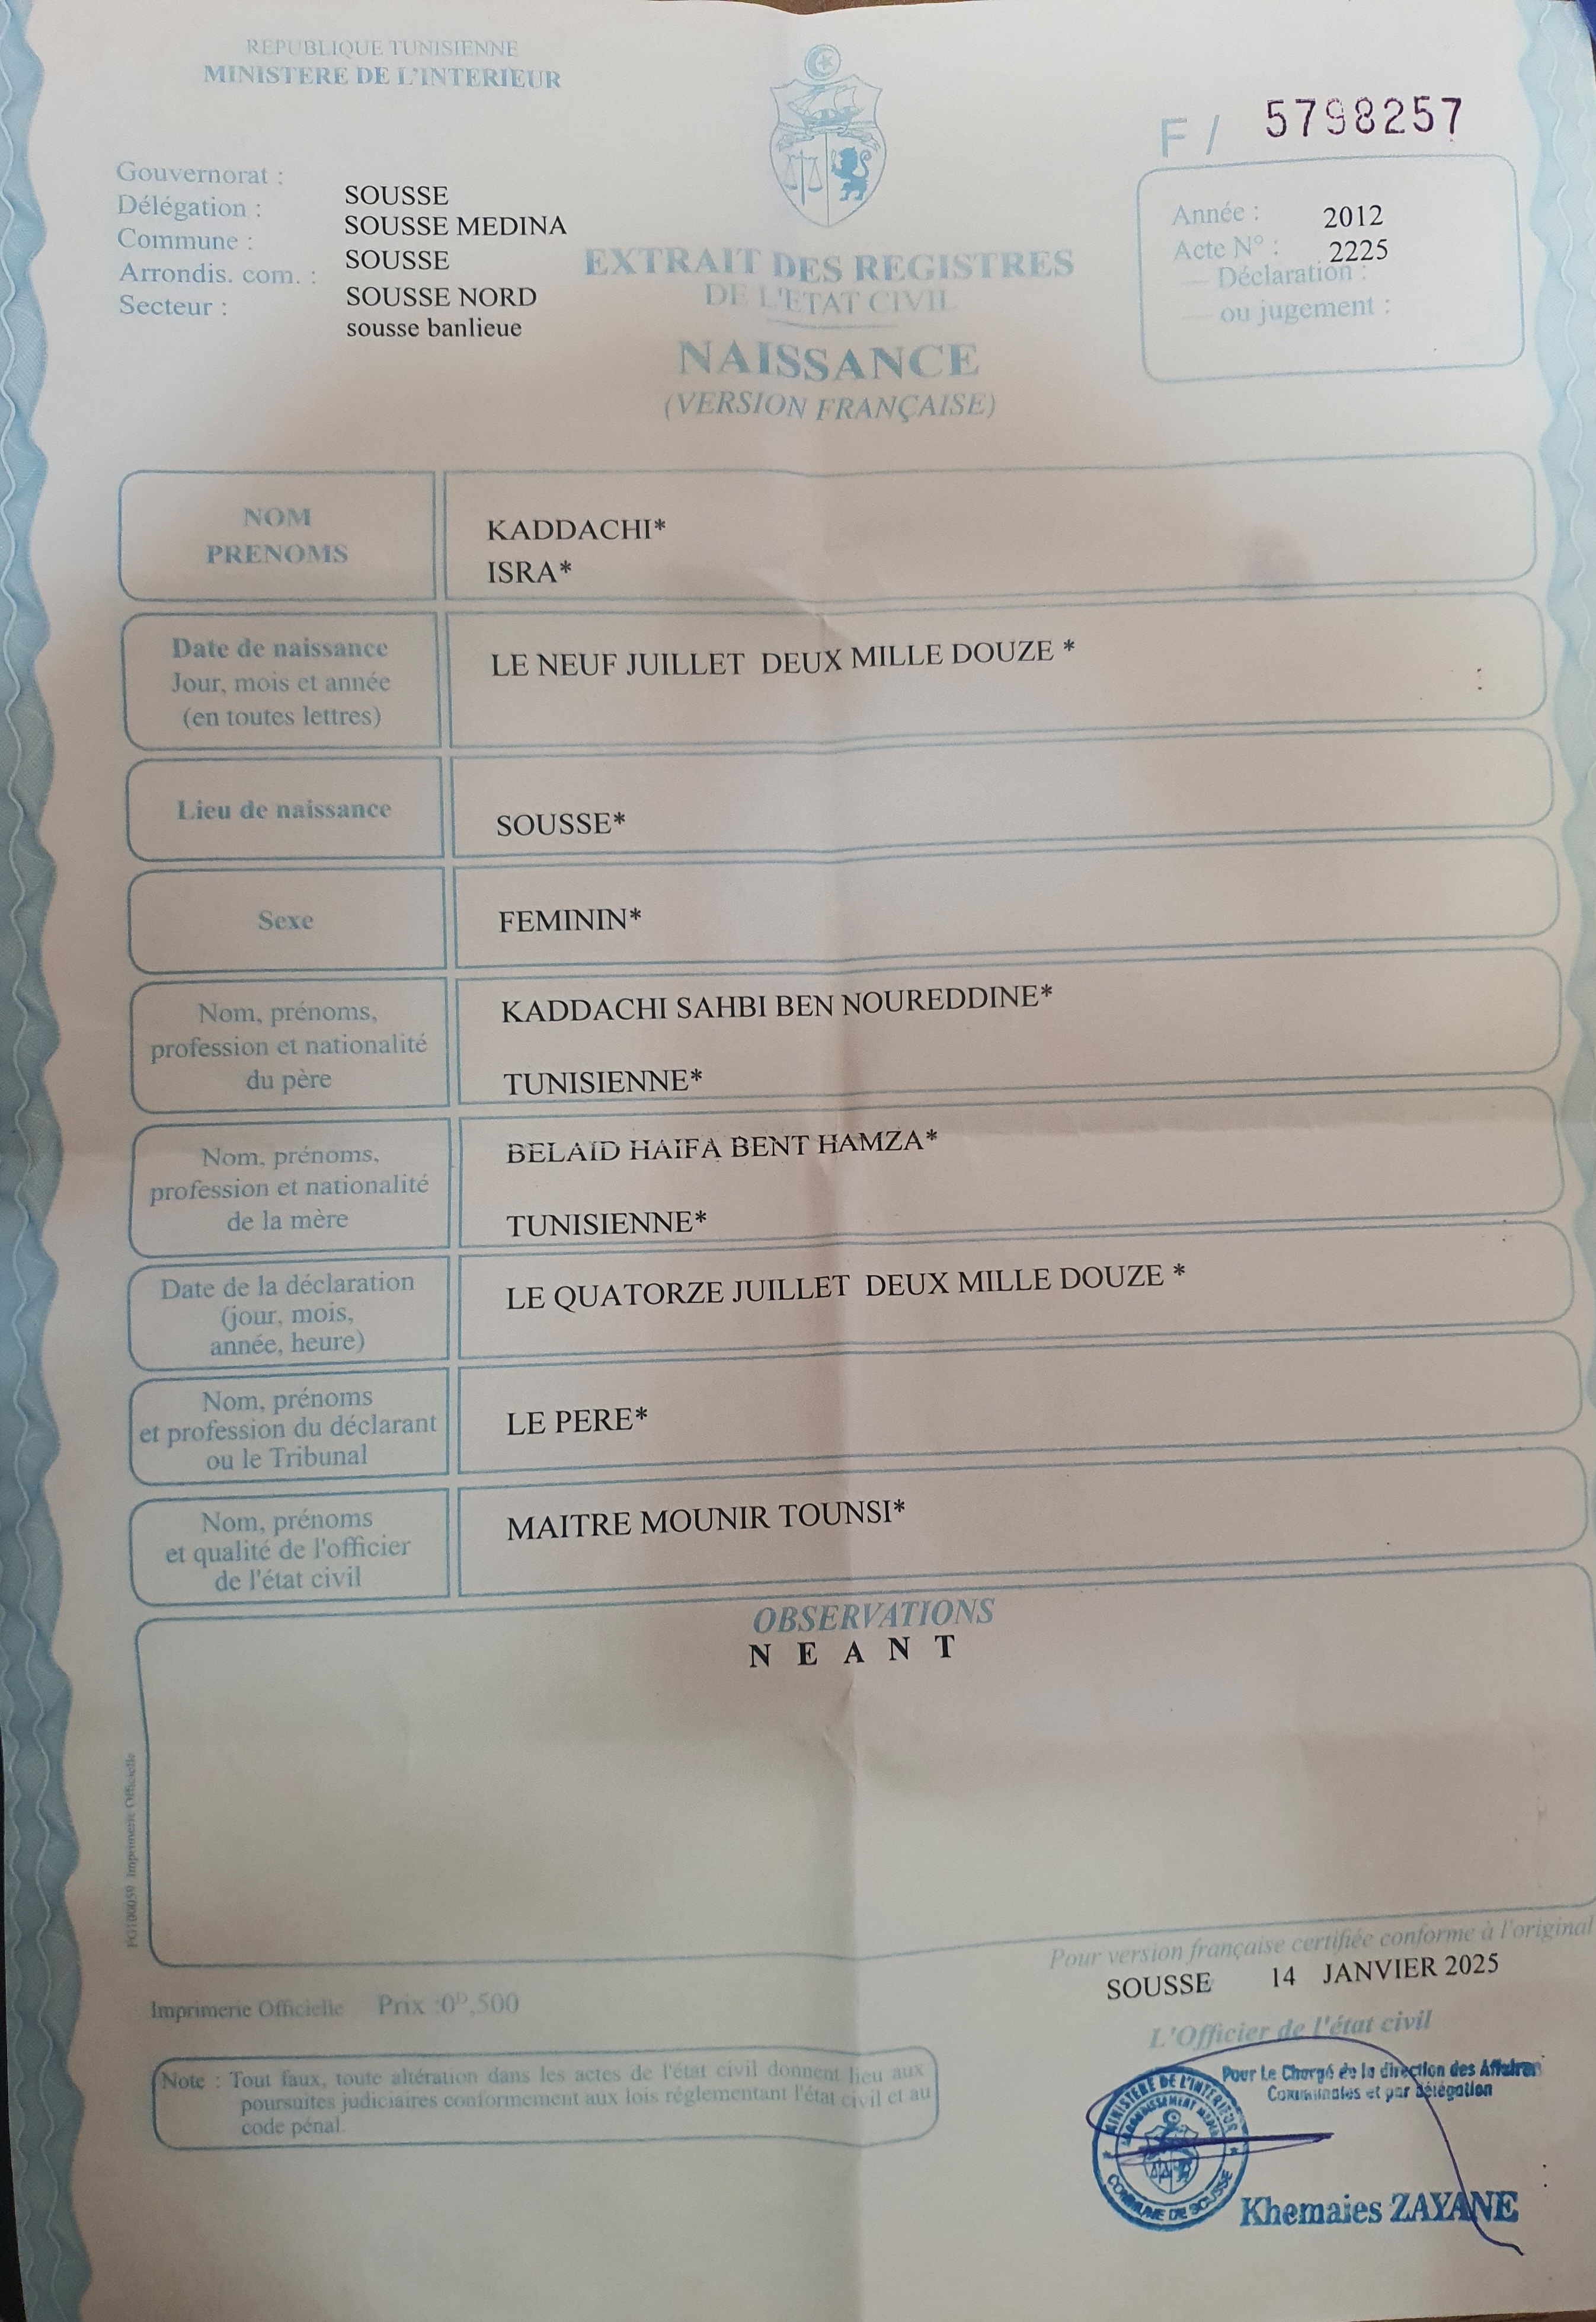 REPUBLIQUE TUNISIENNE
MINISTERE DE L'INTERIEUR
F / 5798257
Gouvernorat : SOUSSE
Délégation : SOUSSE MEDINA
Commune : SOUSSE
Arrondis. com. : SOUSSE NORD
Secteur : sousse banlieue
Année : 2012
Acte N° : 2225
— Déclaration :
— ou jugement :
EXTRAIT DES REGISTRES
DE L'ETAT CIVIL
NAISSANCE
(VERSION FRANÇAISE)
NOM
PRENOMS
KADDACHI*
ISRA*
Date de naissance
Jour, mois et année
(en toutes lettres)
LE NEUF JUILLET DEUX MILLE DOUZE *
Lieu de naissance
SOUSSE*
Sexe
FEMININ*
Nom, prénoms,
profession et nationalité
du père
KADDACHI SAHBI BEN NOUREDDINE*
TUNISIENNE*
Nom, prénoms,
profession et nationalité
de la mère
BELAID HAIFA BENT HAMZA*
TUNISIENNE*
Date de la déclaration
(jour, mois,
année, heure)
LE QUATORZE JUILLET DEUX MILLE DOUZE *
Nom, prénoms
et profession du déclarant
ou le Tribunal
LE PERE*
Nom, prénoms
et qualité de l'officier
de l'état civil
MAITRE MOUNIR TOUNSI*
OBSERVATIONS
N E A N T
FG100059 Imprimerie Officielle
Pour version française certifiée conforme à l'original
SOUSSE 14 JANVIER 2025
Imprimerie Officielle Prix :0ᴰ,500
L'Officier de l'état civil
Note : Tout faux, toute altération dans les actes de l'état civil donnent lieu aux
poursuites judiciaires conformement aux lois réglementant l'état civil et au
code pénal.
Pour Le Chargé de la direction des Affaires
Communales et par délégation
MINISTERE DE L'INTERIEUR
ARRONDISSEMENT
COMMUNE DE SOUSSE
Khemaies ZAYANE